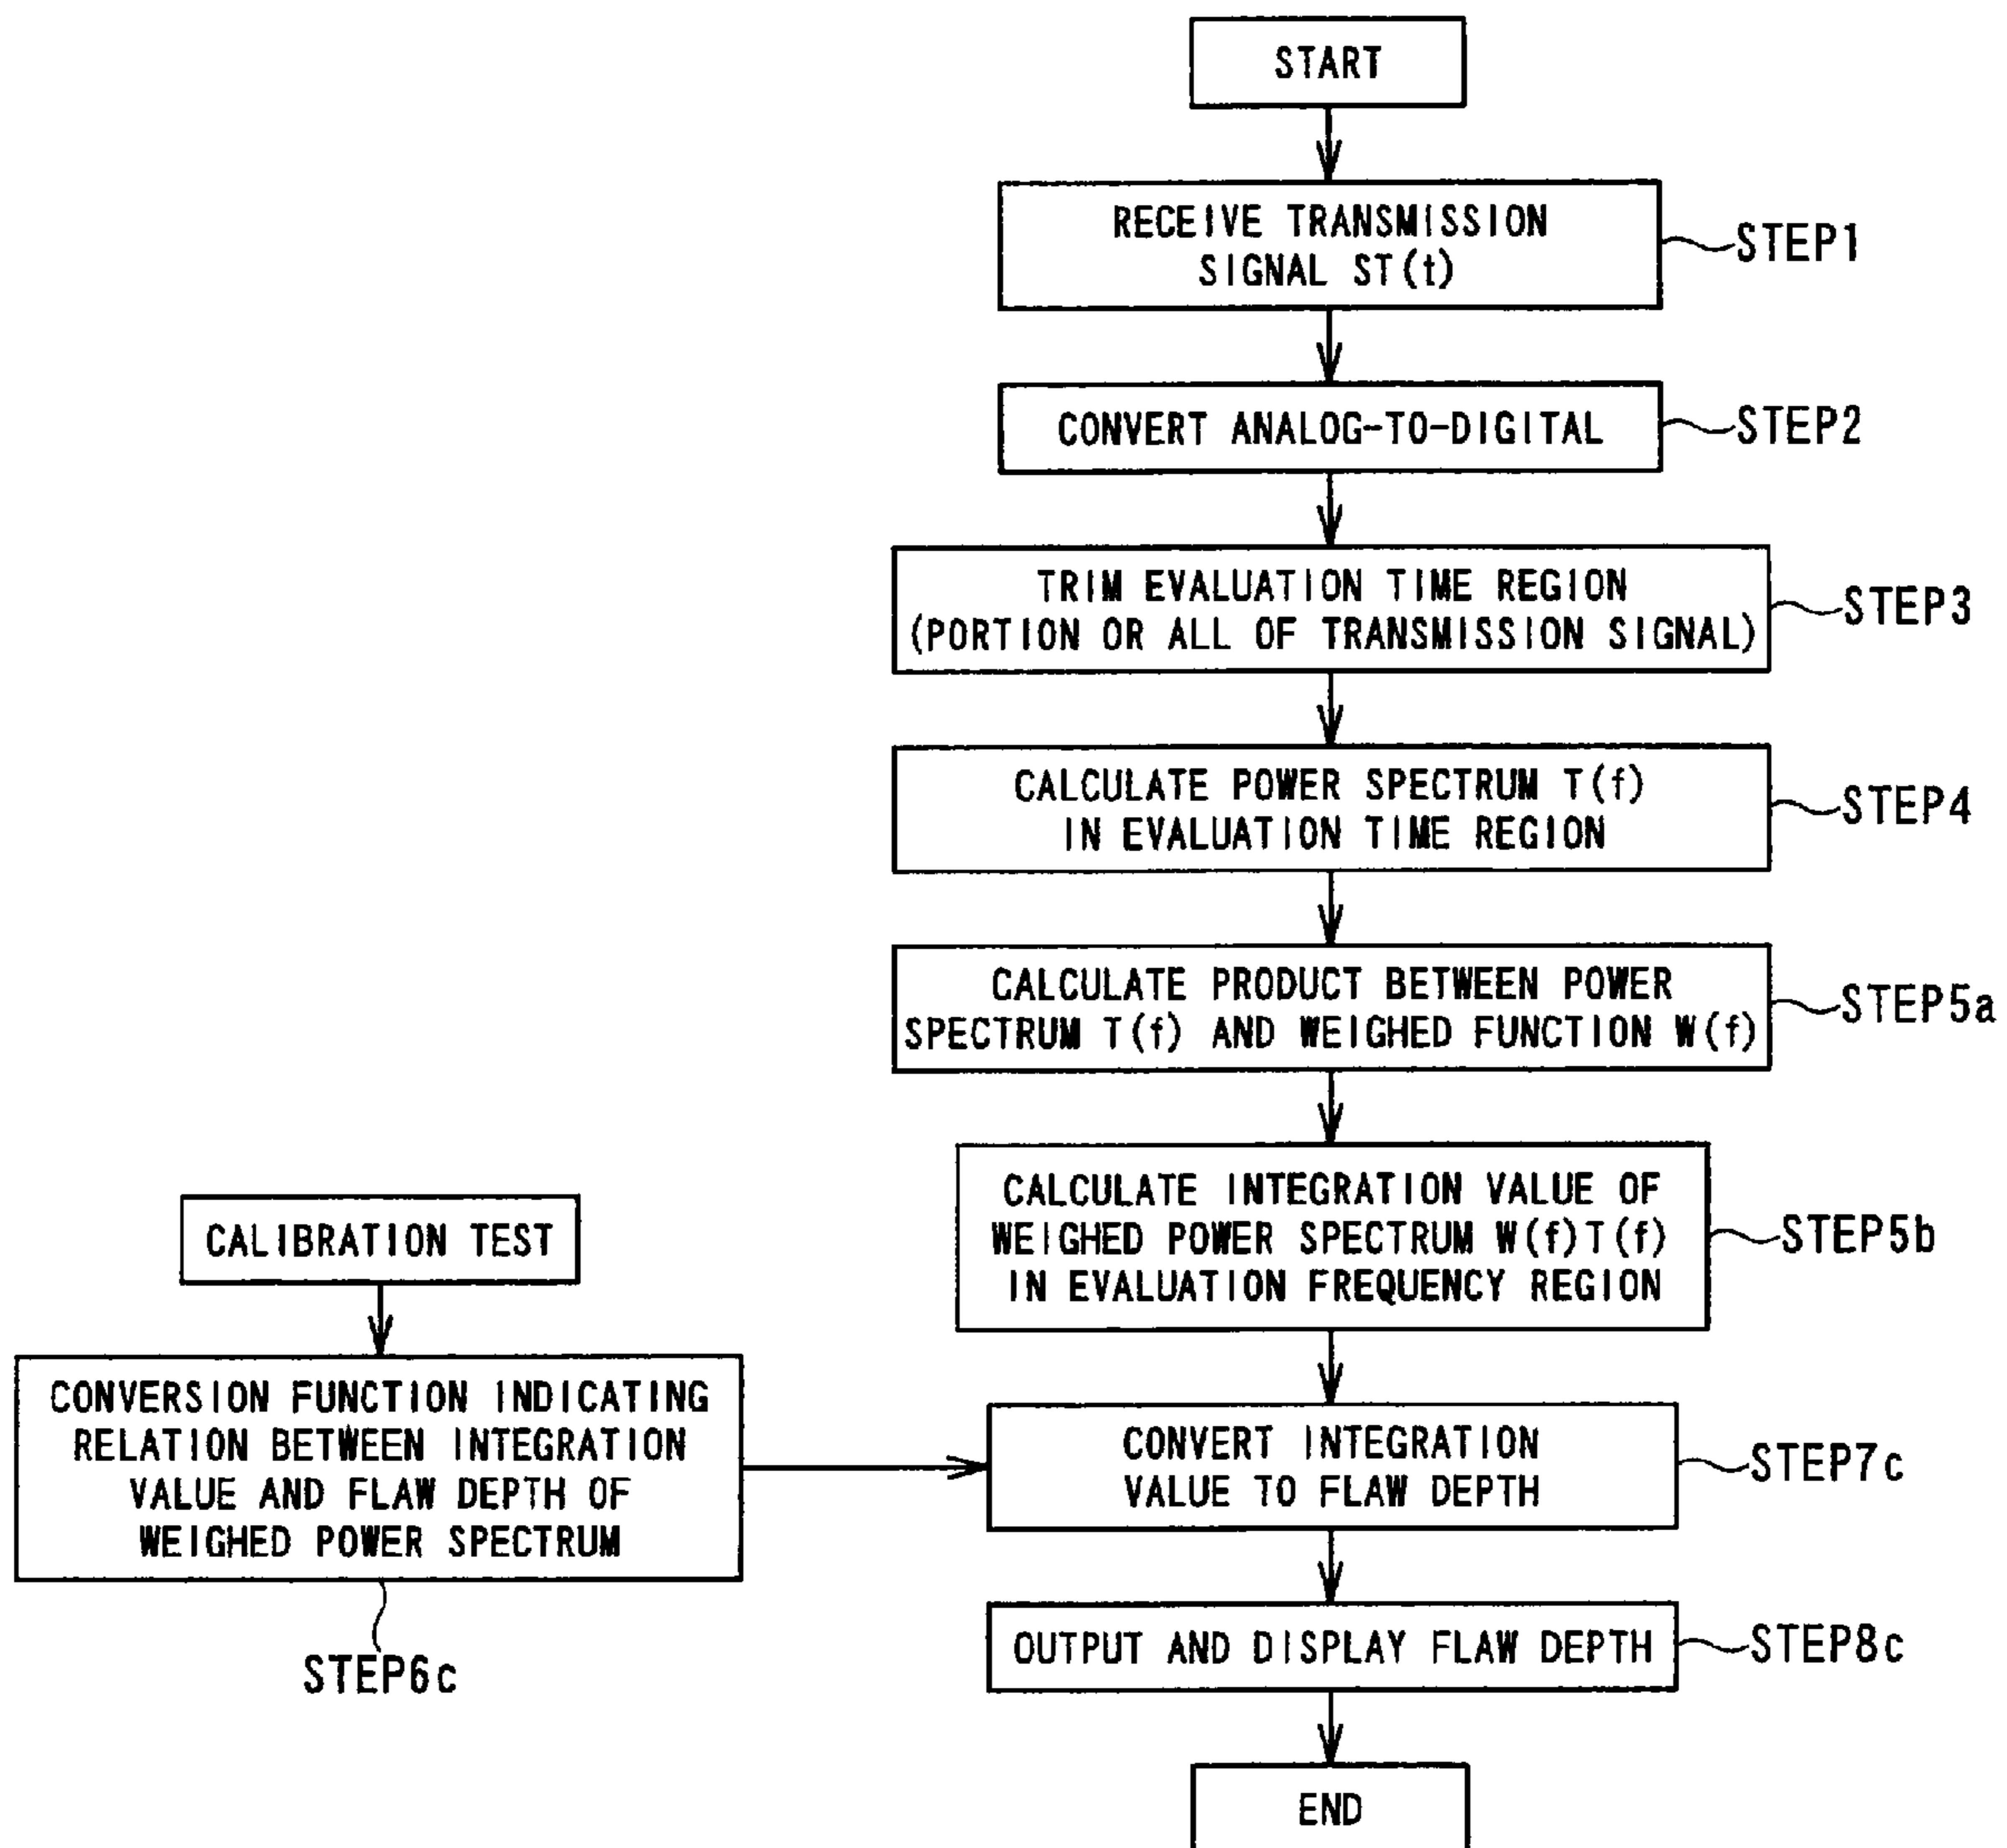 START
RECEIVE TRANSMISSION
SIGNAL ST(t)
STEP1
CONVERT ANALOG-TO-DIGITAL
STEP2
TRIM EVALUATION TIME REGION
(PORTION OR ALL OF TRANSMISSION SIGNAL)
STEP3
CALCULATE POWER SPECTRUM T(f)
IN EVALUATION TIME REGION
STEP4
CALCULATE PRODUCT BETWEEN POWER
SPECTRUM T(f) AND WEIGHED FUNCTION W(f)
STEP5a
CALCULATE INTEGRATION VALUE OF
WEIGHED POWER SPECTRUM W(f)T(f)
IN EVALUATION FREQUENCY REGION
STEP5b
CALIBRATION TEST
CONVERSION FUNCTION INDICATING
RELATION BETWEEN INTEGRATION
VALUE AND FLAW DEPTH OF
WEIGHED POWER SPECTRUM
STEP6c
CONVERT INTEGRATION
VALUE TO FLAW DEPTH
STEP7c
OUTPUT AND DISPLAY FLAW DEPTH
STEP8c
END